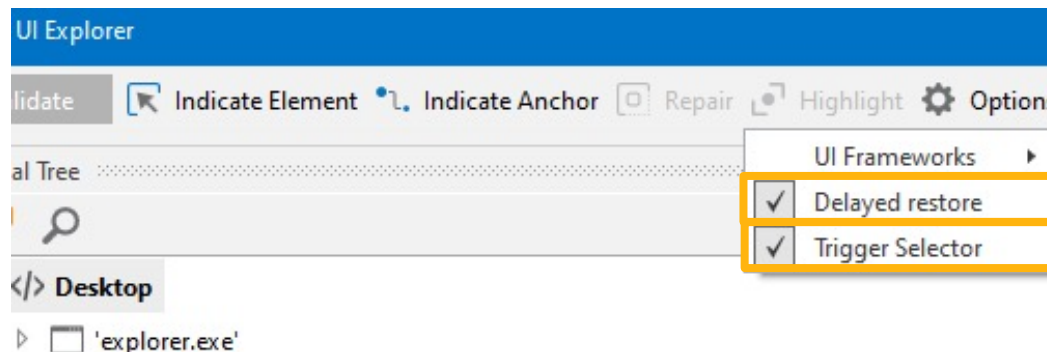 UI Explorer
lidate Indicate Element Indicate Anchor Repair Highlight Option
UI Frameworks
al Tree
Delayed restore
Trigger Selector
</> Desktop
'explorer.exe'